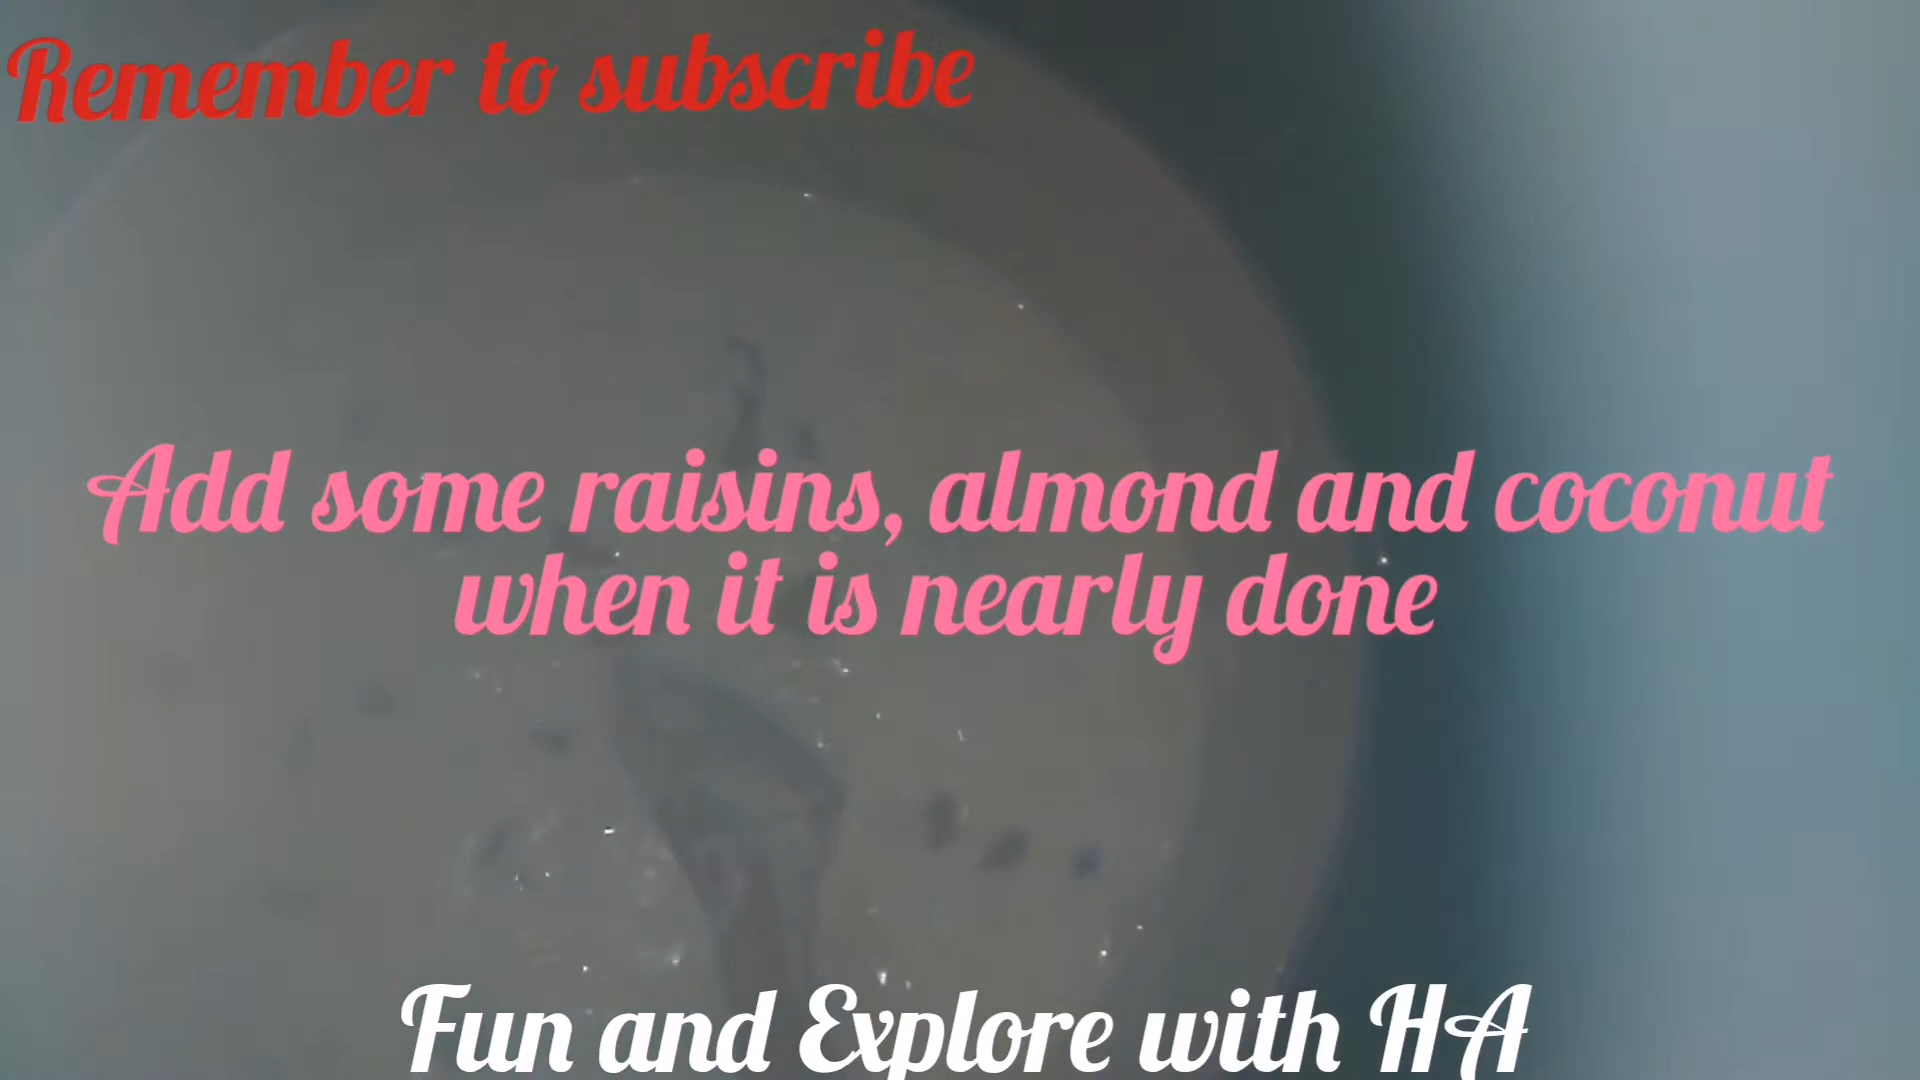 Remember to subscribe
Add some raisins, almond and coconut
when it is nearly done
Fun and Explore with HA